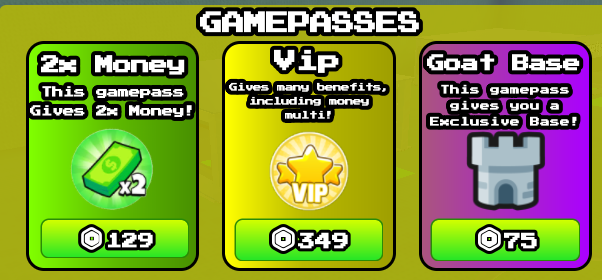 GAMEPASSES
2x Money
This gamepass
Gives 2x Money!
x2
129
Vip
Gives many benefits,
including money
multi!
VIP
349
Goat Base
This gamepass
gives you a
Exclusive Base!
75